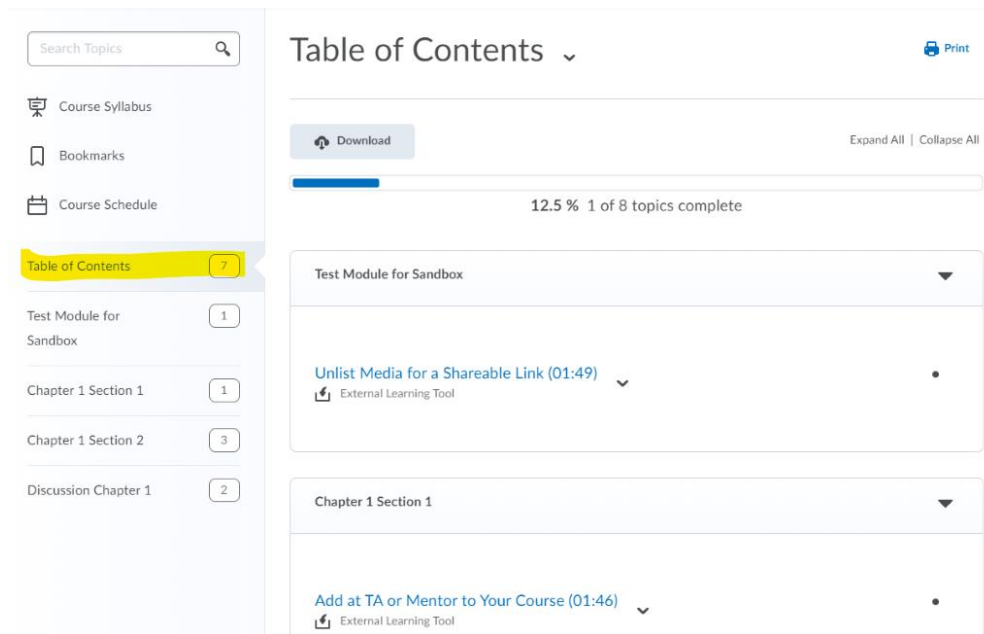 Search Topics
Course Syllabus
Bookmarks
Course Schedule
Table of Contents 7
Test Module for 1
Sandbox
Chapter 1 Section 1 1
Chapter 1 Section 2 3
Discussion Chapter 1 2
Table of Contents
Print
Download
Expand All | Collapse All
12.5 % 1 of 8 topics complete
Test Module for Sandbox
Unlist Media for a Shareable Link (01:49)
External Learning Tool
Chapter 1 Section 1
Add at TA or Mentor to Your Course (01:46)
External Learning Tool